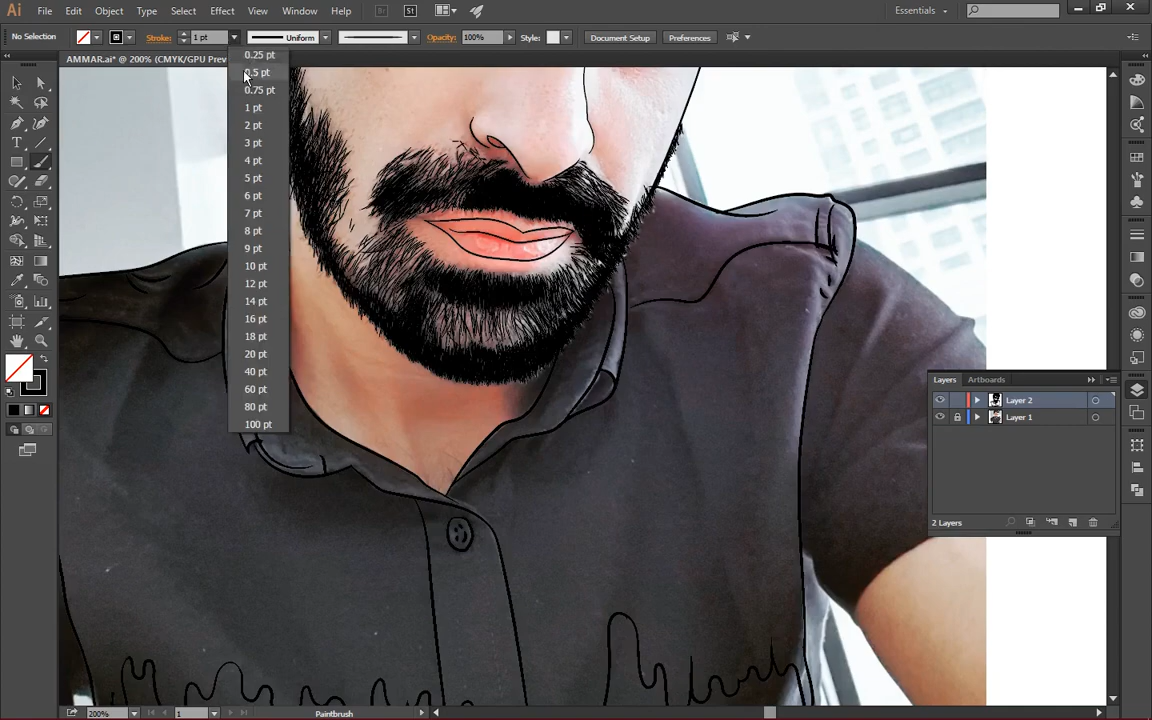 Ai File Edit Object Type Select Effect View Window Help Br St Essentials
No Selection Stroke: 1 pt Uniform Opacity: 100% Style: Document Setup Preferences
AMMAR.ai* @ 200% (CMYK/GPU Prev
0.25 pt
0.5 pt
0.75 pt
1 pt
2 pt
3 pt
4 pt
5 pt
6 pt
7 pt
8 pt
9 pt
10 pt
12 pt
14 pt
16 pt
18 pt
20 pt
40 pt
60 pt
80 pt
100 pt
Layers Artboards
Layer 2
Layer 1
2 Layers
200% 1 Paintbrush